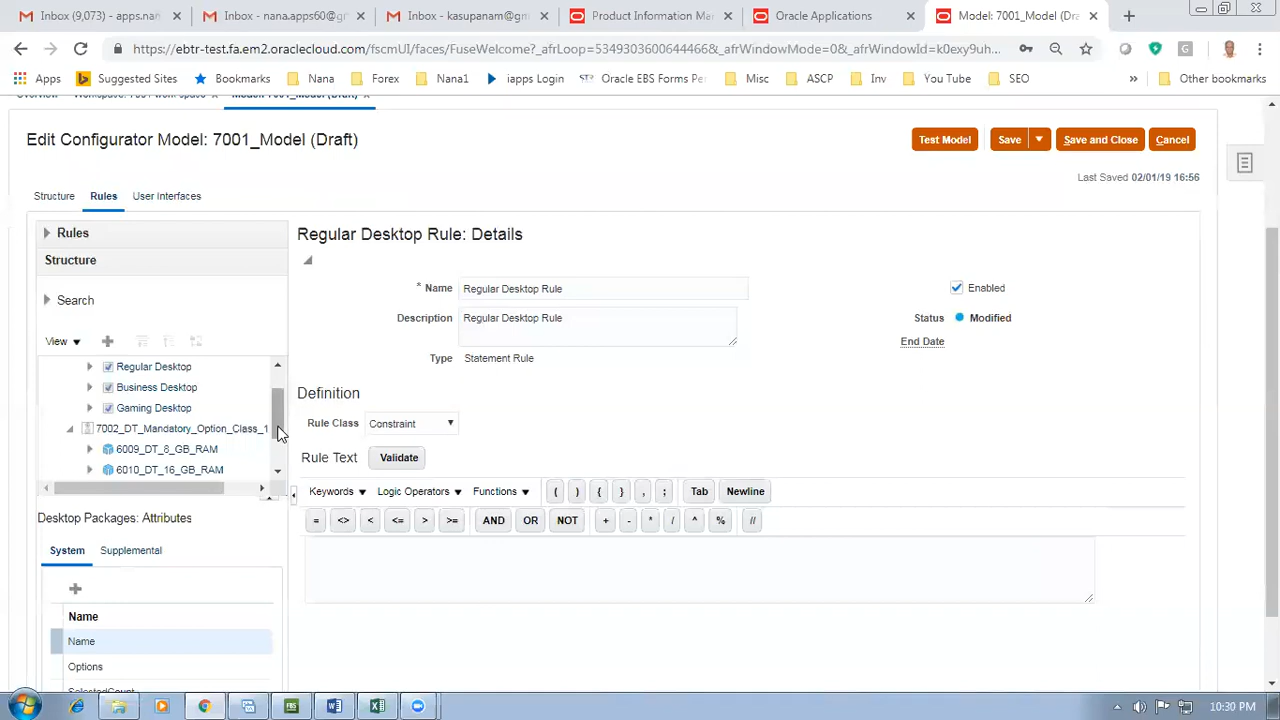 Inbox (9,073) - apps.nam
Inbox - nana.apps00@gm
Inbox - kasupanam@gm
Product Information Ma
Oracle Applications
Model: 7001_Model (Dra
https://ebtr-test.fa.em2.oraclecloud.com/fscmUI/faces/FuseWelcome?_afrLoop=53493036006444466&_afrWindowMode=0&_afrWindowId=k0exy9uh...
Apps
Suggested Sites
Bookmarks
Nana
Forex
Nana1
iapps Login
Oracle EBS Forms Pe
Misc
ASCP
Inv
You Tube
SEO
»
Other bookmarks
Edit Configurator Model: 7001_Model (Draft)
Test Model
Save
Save and Close
Cancel
Last Saved 02/01/19 16:56
Structure
Rules
User Interfaces
Rules
Structure
Search
View
Regular Desktop
Business Desktop
Gaming Desktop
7002_DT_Mandatory_Option_Class_1
6009_DT_8_GB_RAM
6010_DT_16_GB_RAM
Desktop Packages: Attributes
System
Supplemental
Name
Name
Options
SelectedCount
Regular Desktop Rule: Details
* Name Regular Desktop Rule
Enabled
Description Regular Desktop Rule
Status Modified
End Date
Type Statement Rule
Definition
Rule Class Constraint
Rule Text Validate
Keywords Logic Operators Functions ( ) { } , ; Tab Newline
= <> < <= > >= AND OR NOT + - * / ^ % //
10:30 PM